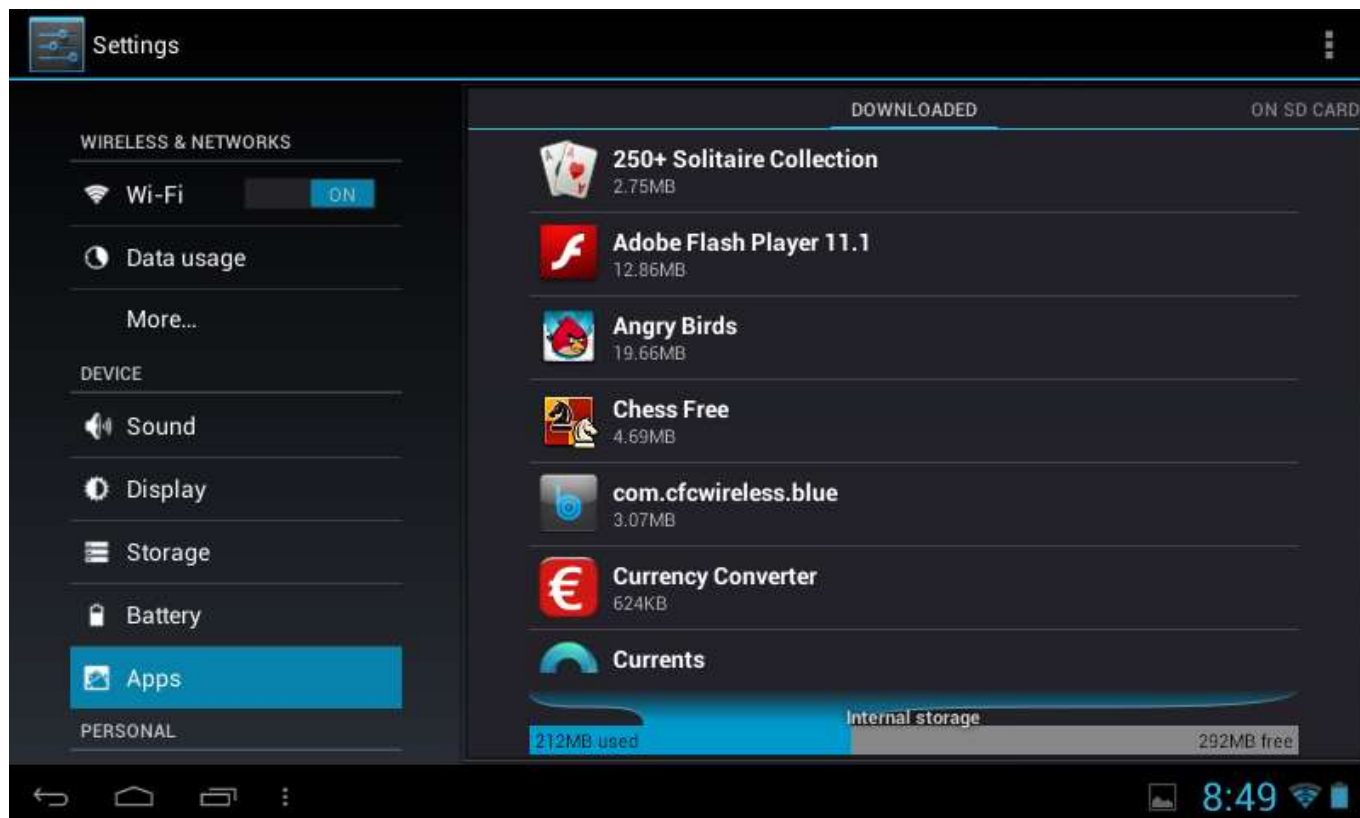 Settings
WIRELESS & NETWORKS
Wi-Fi ON
Data usage
More...
DEVICE
Sound
Display
Storage
Battery
Apps
PERSONAL
DOWNLOADED ON SD CARD
250+ Solitaire Collection
2.75MB
Adobe Flash Player 11.1
12.86MB
Angry Birds
19.66MB
Chess Free
4.69MB
com.cfcwireless.blue
3.07MB
Currency Converter
624KB
Currents
Internal storage
212MB used 292MB free
8:49